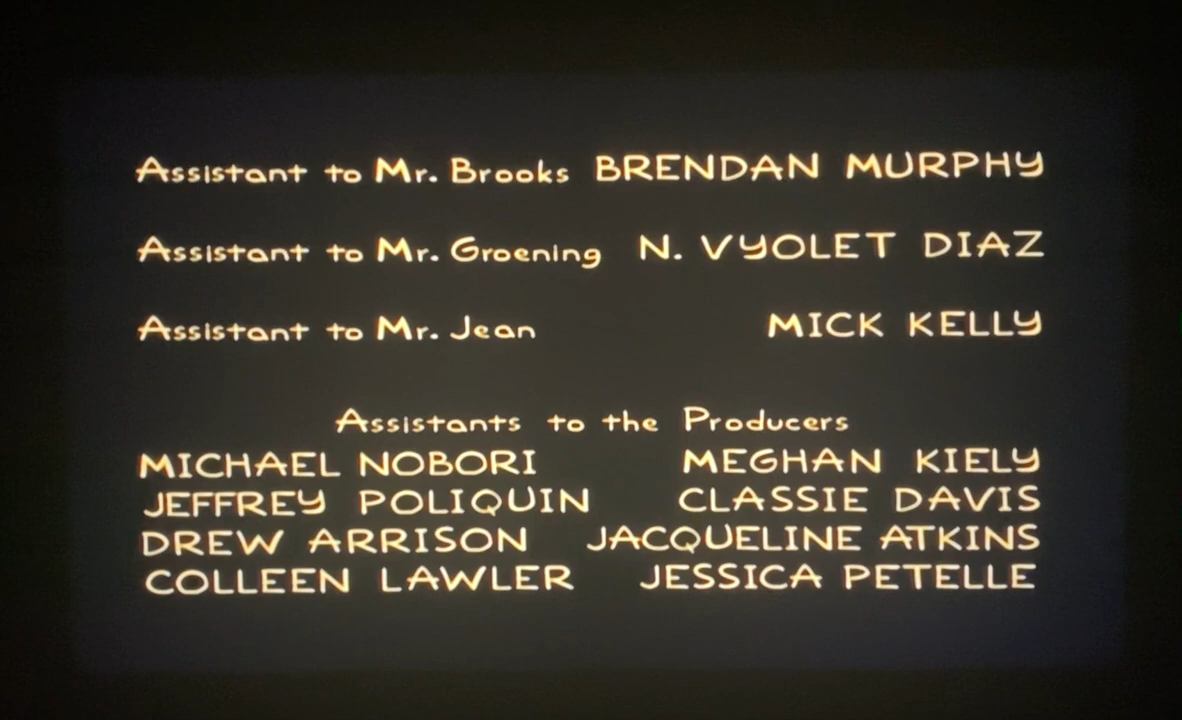 Assistant to Mr. Brooks BRENDAN MURPHY
Assistant to Mr. Groening N. VYOLET DIAZ
Assistant to Mr. Jean MICK KELLY
Assistants to the Producers
MICHAEL NOBORI MEGHAN KIELY
JEFFREY POLIQUIN CLASSIE DAVIS
DREW ARRISON JACQUELINE ATKINS
COLLEEN LAWLER JESSICA PETELLE